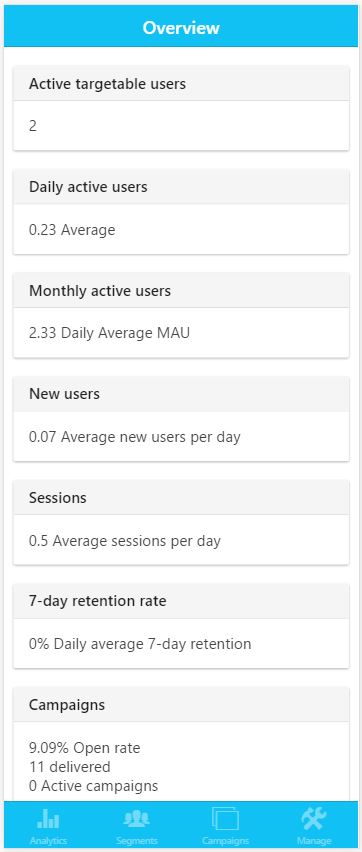 Overview
Active targetable users
2
Daily active users
0.23 Average
Monthly active users
2.33 Daily Average MAU
New users
0.07 Average new users per day
Sessions
0.5 Average sessions per day
7-day retention rate
0% Daily average 7-day retention
Campaigns
9.09% Open rate
11 delivered
0 Active campaigns
Analytics Segments Campaigns Manage